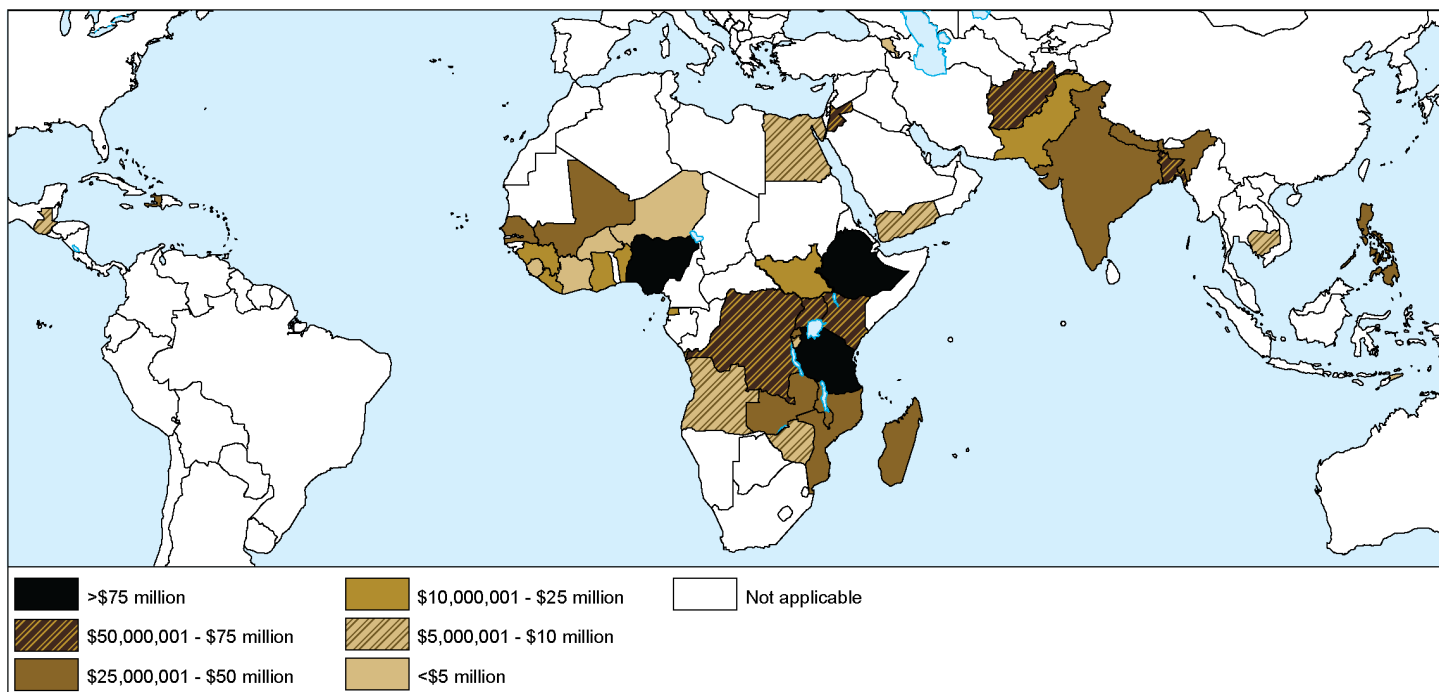 >$75 million
$50,000,001 - $75 million
$25,000,001 - $50 million
$10,000,001 - $25 million
$5,000,001 - $10 million
<$5 million
Not applicable